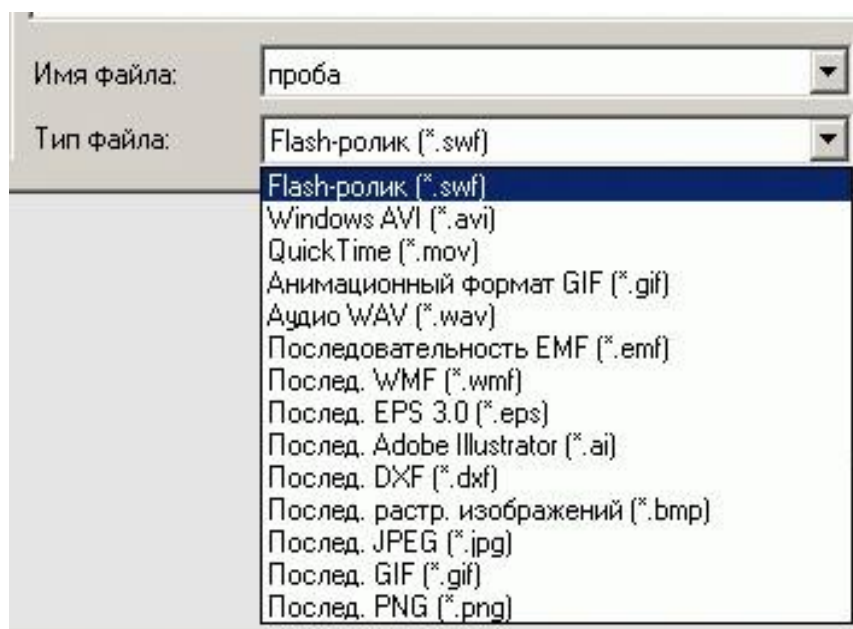 Имя файла: проба
Тип файла: Flash-ролик (*.swf)
Flash-ролик (*.swf)
Windows AVI (*.avi)
QuickTime (*.mov)
Анимационный формат GIF (*.gif)
Аудио WAV (*.wav)
Последовательность EMF (*.emf)
Послед. WMF (*.wmf)
Послед. EPS 3.0 (*.eps)
Послед. Adobe Illustrator (*.ai)
Послед. DXF (*.dxf)
Послед. растр. изображений (*.bmp)
Послед. JPEG (*.jpg)
Послед. GIF (*.gif)
Послед. PNG (*.png)